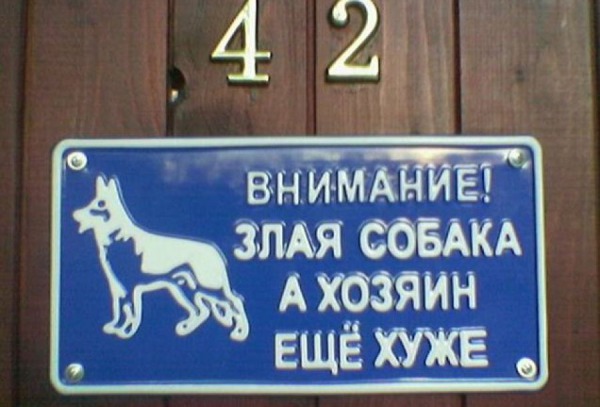 42
ВНИМАНИЕ!
ЗЛАЯ СОБАКА
А ХОЗЯИН
ЕЩЁ ХУЖЕ